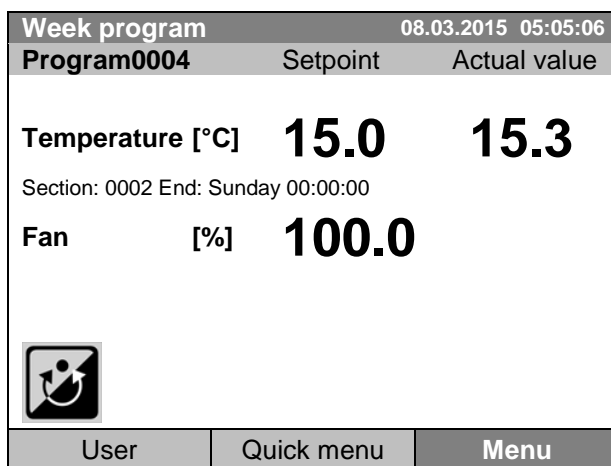 Week program 08.03.2015 05:05:06
Program0004 Setpoint Actual value
Temperature [°C] 15.0 15.3
Section: 0002 End: Sunday 00:00:00
Fan [%] 100.0
User Quick menu Menu